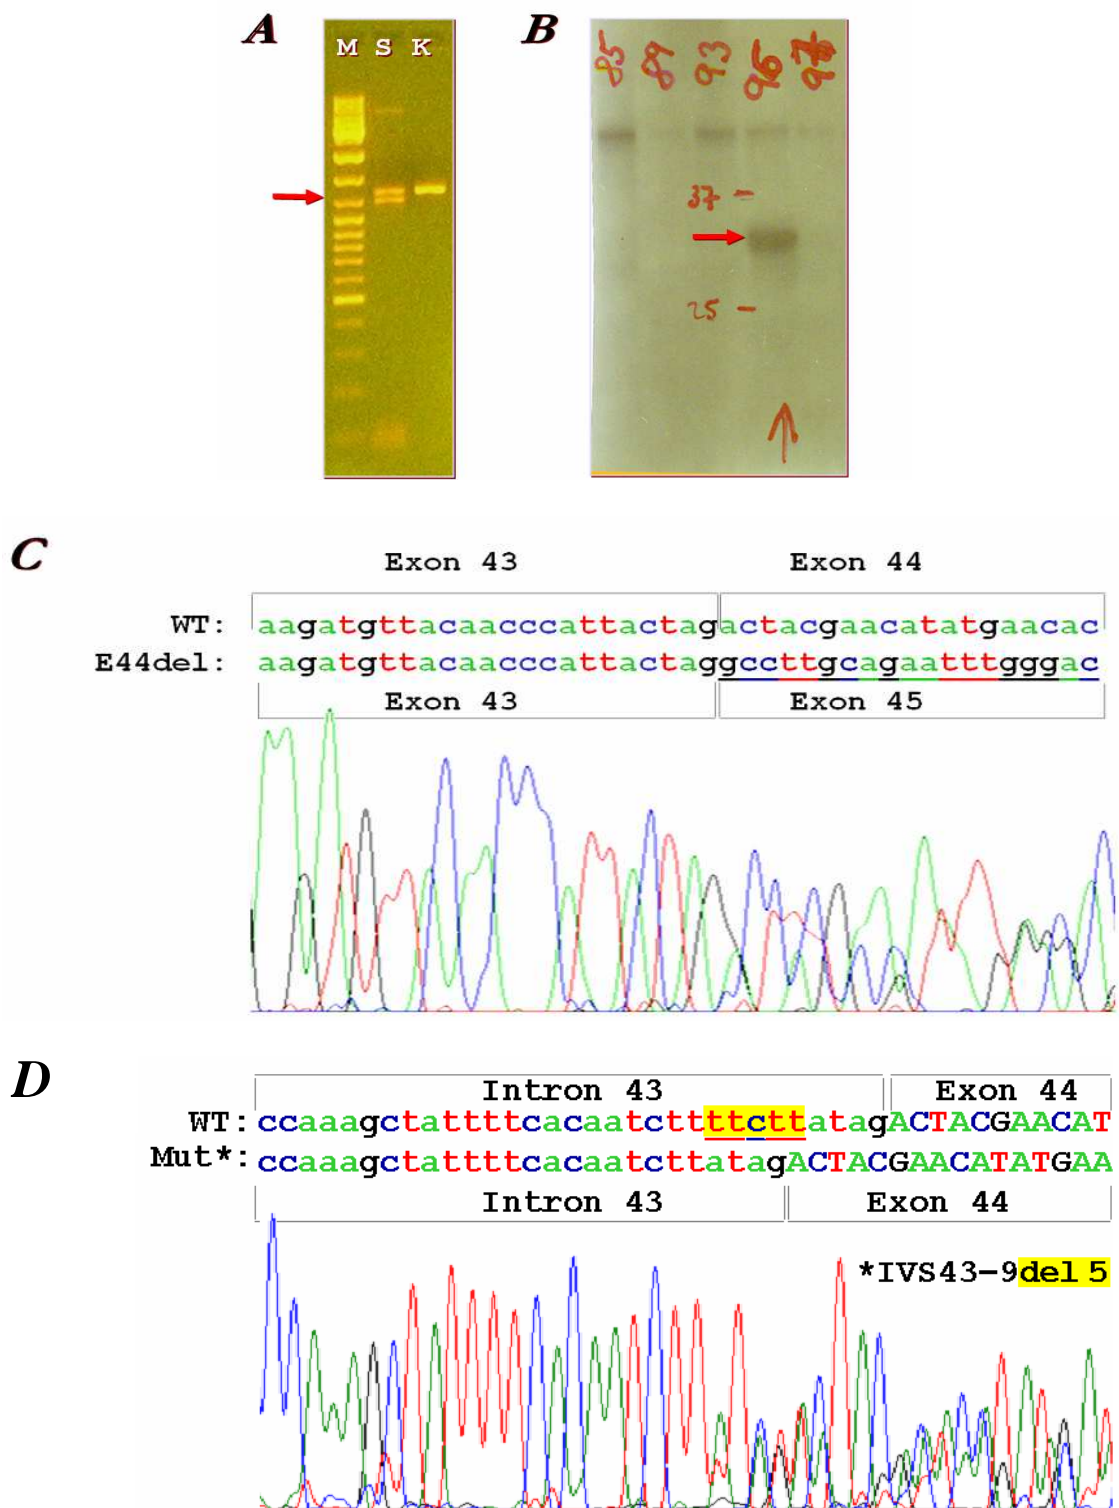 A
M S K
B
85 89 93 96 97
37 -
25 -
C
Exon 43 Exon 44
WT: aagatgttacaacccattactagactacgaacatatgaacac
E44del: aagatgttacaacccattactaggccttgcagaatttgggac
Exon 43 Exon 45
D
Intron 43 Exon 44
WT: ccaaagctattttcacaatctttttcttatagACTACGAACAT
Mut*: ccaaagctattttcacaatcttatagACTACGAACATATGAA
Intron 43 Exon 44
*IVS43-9del 5